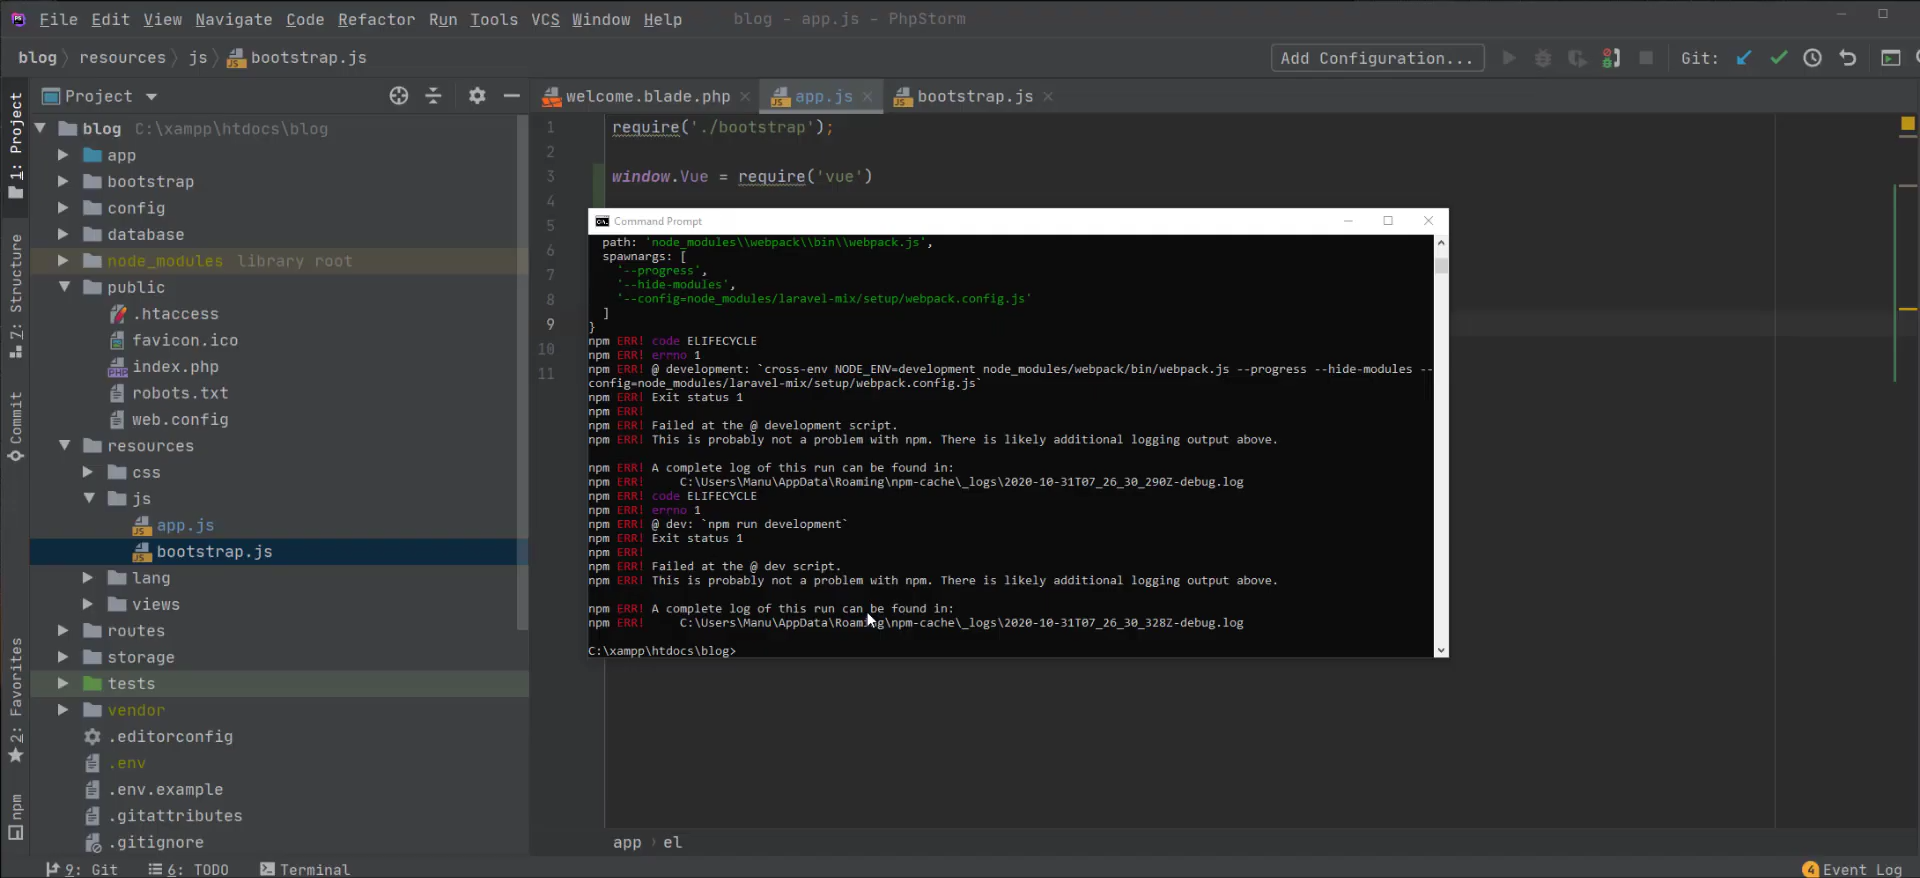 File Edit View Navigate Code Refactor Run Tools VCS Window Help blog - app.js - PhpStorm
blog resources js bootstrap.js Add Configuration... Git:
Project welcome.blade.php app.js bootstrap.js
1: Project
7: Structure
Commit
2: Favorites
npm
blog C:\xampp\htdocs\blog
app
bootstrap
config
database
node_modules library root
public
.htaccess
favicon.ico
index.php
robots.txt
web.config
resources
css
js
app.js
bootstrap.js
lang
views
routes
storage
tests
vendor
.editorconfig
.env
.env.example
.gitattributes
.gitignore
1 require('./bootstrap');
2
3 window.Vue = require('vue')
4
5
6
7
8
9
10
11
Command Prompt
path: 'node_modules\\webpack\\bin\\webpack.js',
spawnargs: [
'--progress',
'--hide-modules',
'--config=node_modules/laravel-mix/setup/webpack.config.js'
]
}
npm ERR! code ELIFECYCLE
npm ERR! errno 1
npm ERR! @ development: `cross-env NODE_ENV=development node_modules/webpack/bin/webpack.js --progress --hide-modules --
config=node_modules/laravel-mix/setup/webpack.config.js`
npm ERR! Exit status 1
npm ERR!
npm ERR! Failed at the @ development script.
npm ERR! This is probably not a problem with npm. There is likely additional logging output above.
npm ERR! A complete log of this run can be found in:
npm ERR! C:\Users\Manu\AppData\Roaming\npm-cache\_logs\2020-10-31T07_26_30_290Z-debug.log
npm ERR! code ELIFECYCLE
npm ERR! errno 1
npm ERR! @ dev: `npm run development`
npm ERR! Exit status 1
npm ERR!
npm ERR! Failed at the @ dev script.
npm ERR! This is probably not a problem with npm. There is likely additional logging output above.
npm ERR! A complete log of this run can be found in:
npm ERR! C:\Users\Manu\AppData\Roaming\npm-cache\_logs\2020-10-31T07_26_30_328Z-debug.log
C:\xampp\htdocs\blog>
app el
9: Git 6: TODO Terminal 4 Event Log